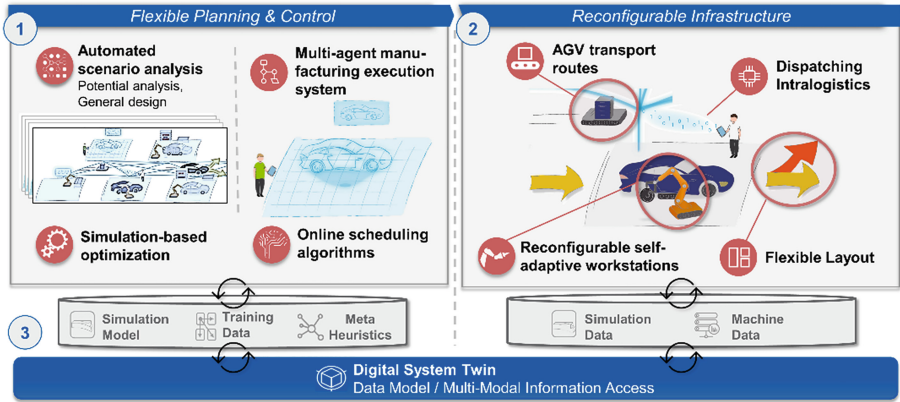 1
Flexible Planning & Control
Automated
scenario analysis
Potential analysis,
General design
Multi-agent manu-
facturing execution
system
Simulation-based
optimization
Online scheduling
algorithms
2
Reconfigurable Infrastructure
AGV transport
routes
Dispatching
Intralogistics
Reconfigurable self-
adaptive workstations
Flexible Layout
3
Simulation
Model
Training
Data
Meta
Heuristics
Simulation
Data
Machine
Data
Digital System Twin
Data Model / Multi-Modal Information Access